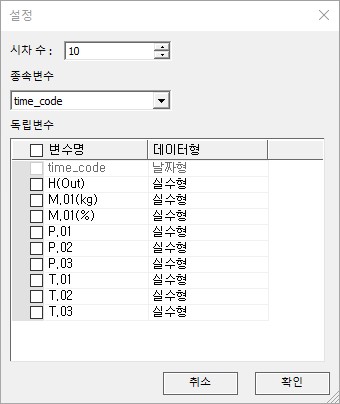 설정
시차 수 : 10
종속변수
time_code
독립변수
변수명 데이터형
time_code 날짜형
H(Out) 실수형
M.01(kg) 실수형
M.01(%) 실수형
P.01 실수형
P.02 실수형
P.03 실수형
T.01 실수형
T.02 실수형
T.03 실수형
취소 확인